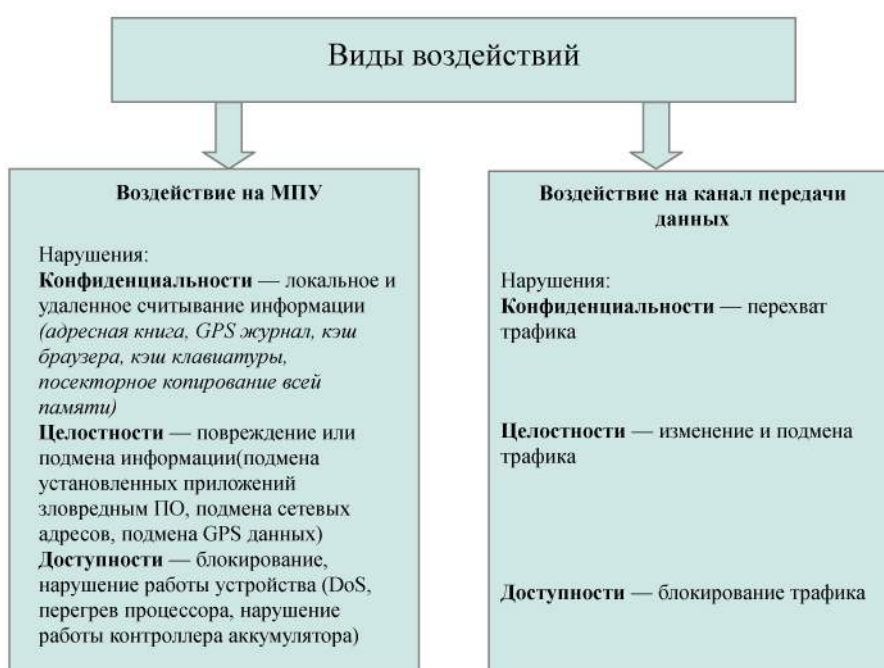 Виды воздействий
Воздействие на МПУ
Нарушения:
Конфиденциальности — локальное и
удаленное считывание информации
(адресная книга, GPS журнал, кэш
браузера, кэш клавиатуры,
посекторное копирование всей
памяти)
Целостности — повреждение или
подмена информации(подмена
установленных приложений
зловредным ПО, подмена сетевых
адресов, подмена GPS данных)
Доступности — блокирование,
нарушение работы устройства (DoS,
перегрев процессора, нарушение
работы контроллера аккумулятора)
Воздействие на канал передачи
данных
Нарушения:
Конфиденциальности — перехват
трафика
Целостности — изменение и подмена
трафика
Доступности — блокирование трафика